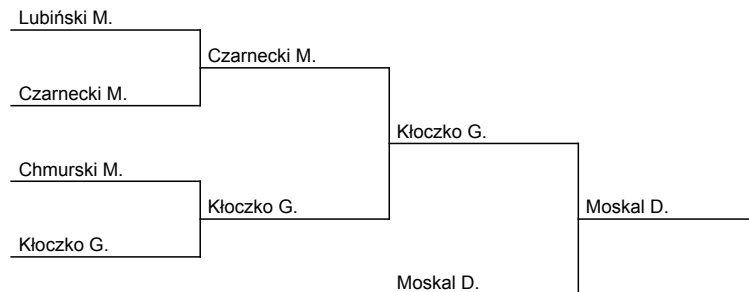 Lubiński M.
Czarnecki M.
Czarnecki M.
Kłoczko G.
Chmurski M.
Kłoczko G.
Moskal D.
Kłoczko G.
Moskal D.